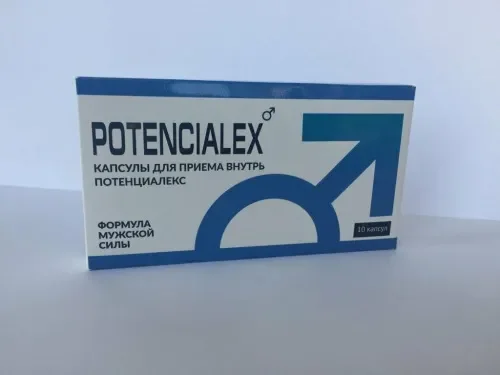 POTENCIALEX
КАПСУЛЫ ДЛЯ ПРИЕМА ВНУТРЬ
ПОТЕНЦИАЛЕКС
ФОРМУЛА
МУЖСКОЙ
СИЛЫ
10 капсул